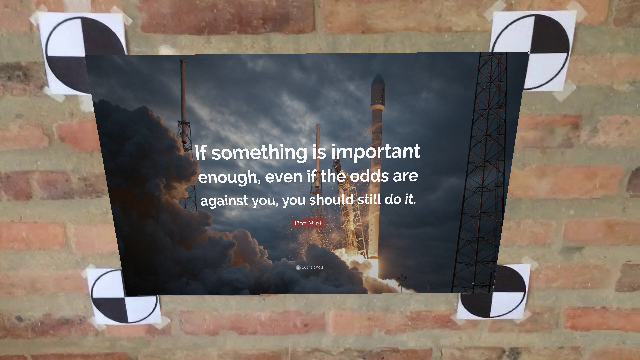 If something is important
enough, even if the odds are
against you, you should still do it.